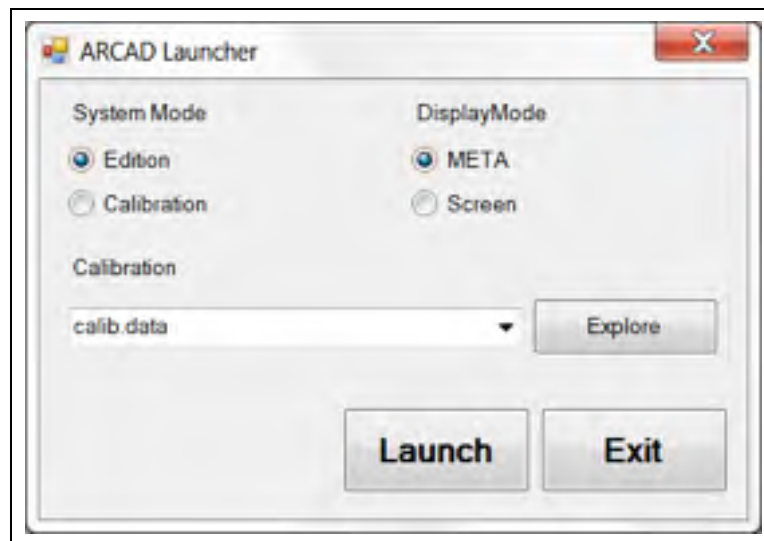 ARCAD Launcher
System Mode
DisplayMode
Edition
META
Calibration
Screen
Calibration
calib.data
Explore
Launch
Exit